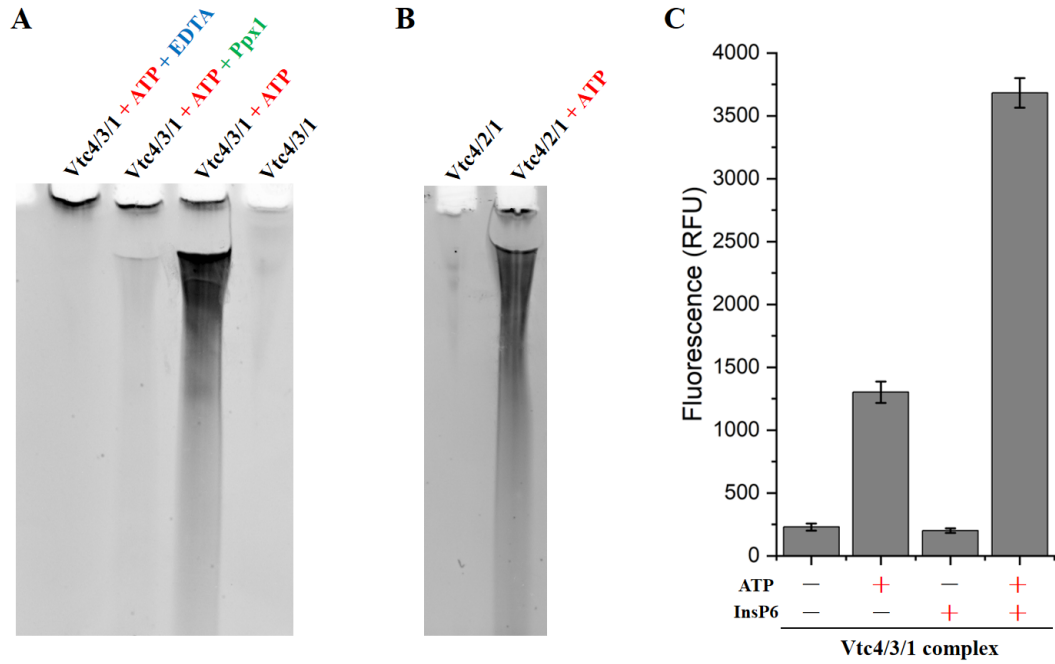 A
Vtc4/3/1 + ATP + EDTA
Vtc4/3/1 + ATP + Ppx1
Vtc4/3/1 + ATP
Vtc4/3/1
B
Vtc4/2/1
Vtc4/2/1 + ATP
C
Fluorescence (RFU)
4000
3500
3000
2500
2000
1500
1000
500
0
ATP − + − +
InsP6 − − + +
Vtc4/3/1 complex